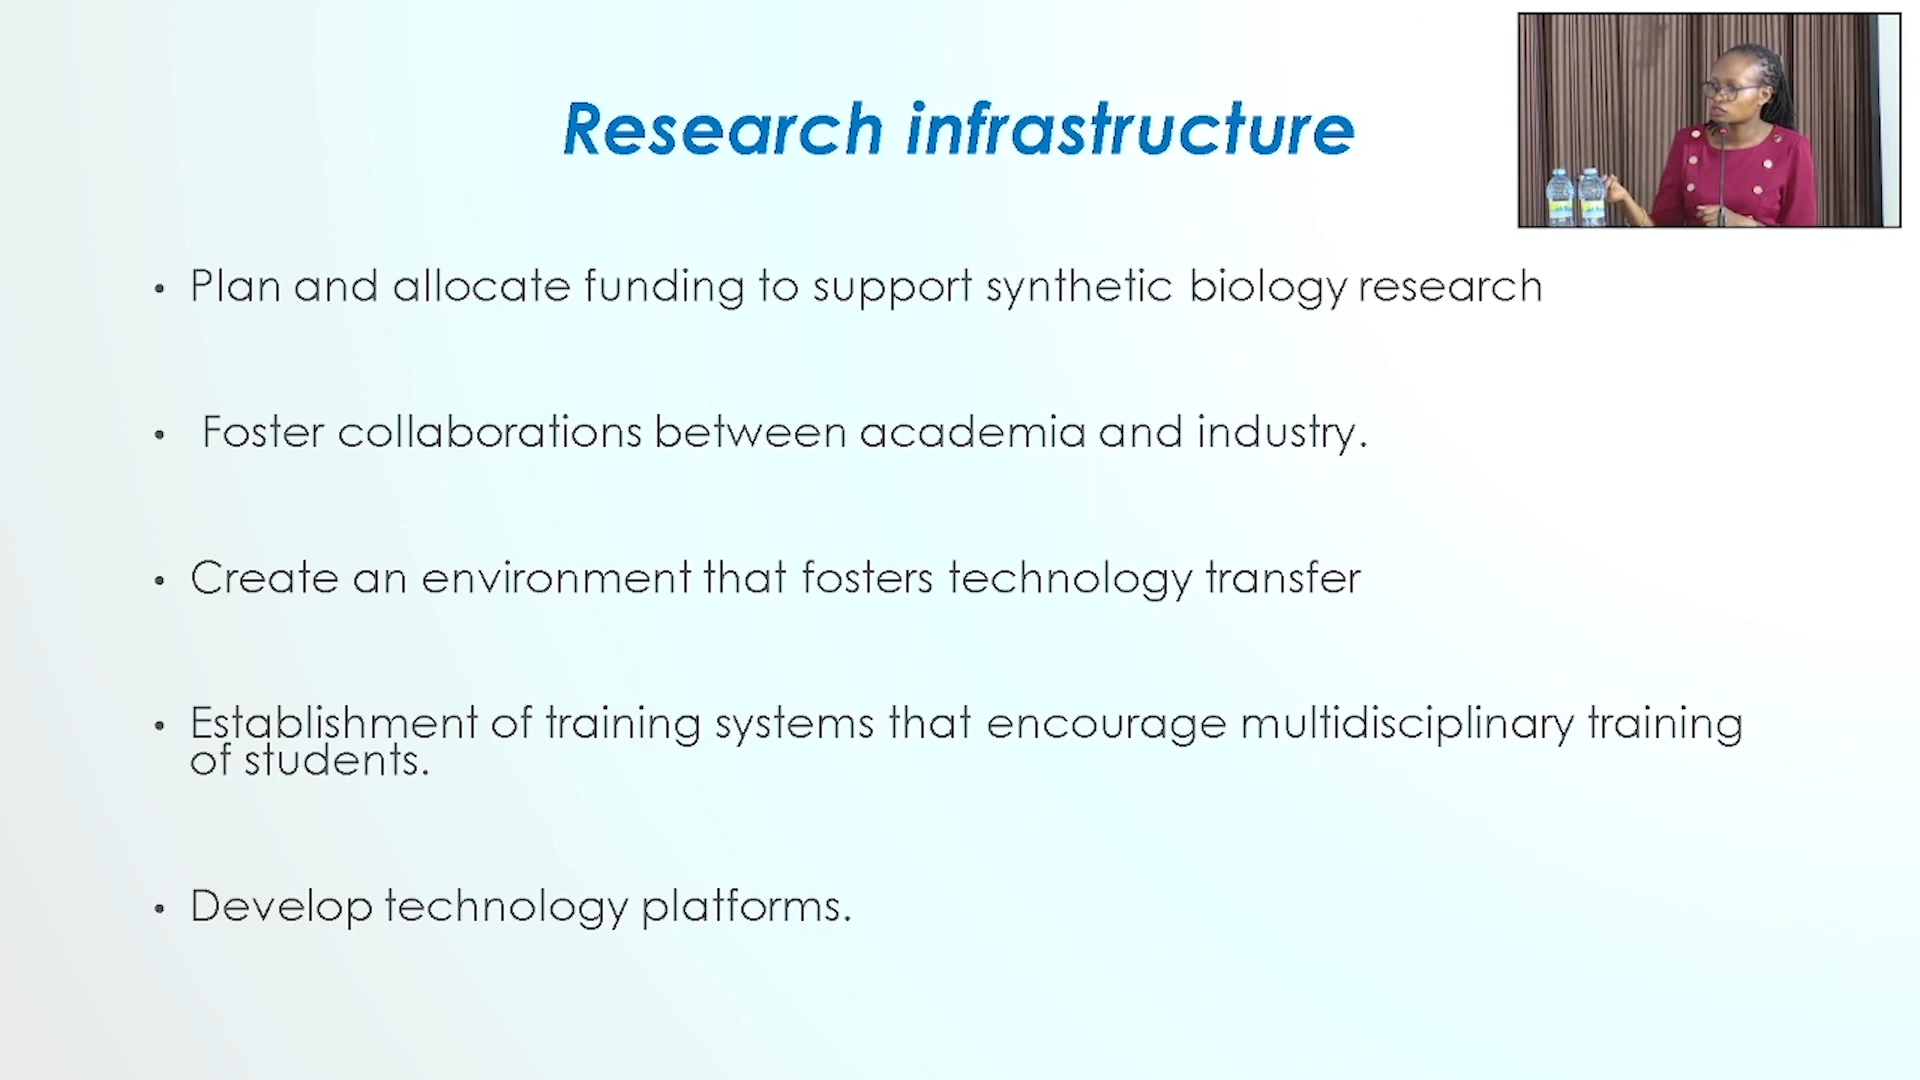 Research infrastructure
• Plan and allocate funding to support synthetic biology research
• Foster collaborations between academia and industry.
• Create an environment that fosters technology transfer
• Establishment of training systems that encourage multidisciplinary training
of students.
• Develop technology platforms.